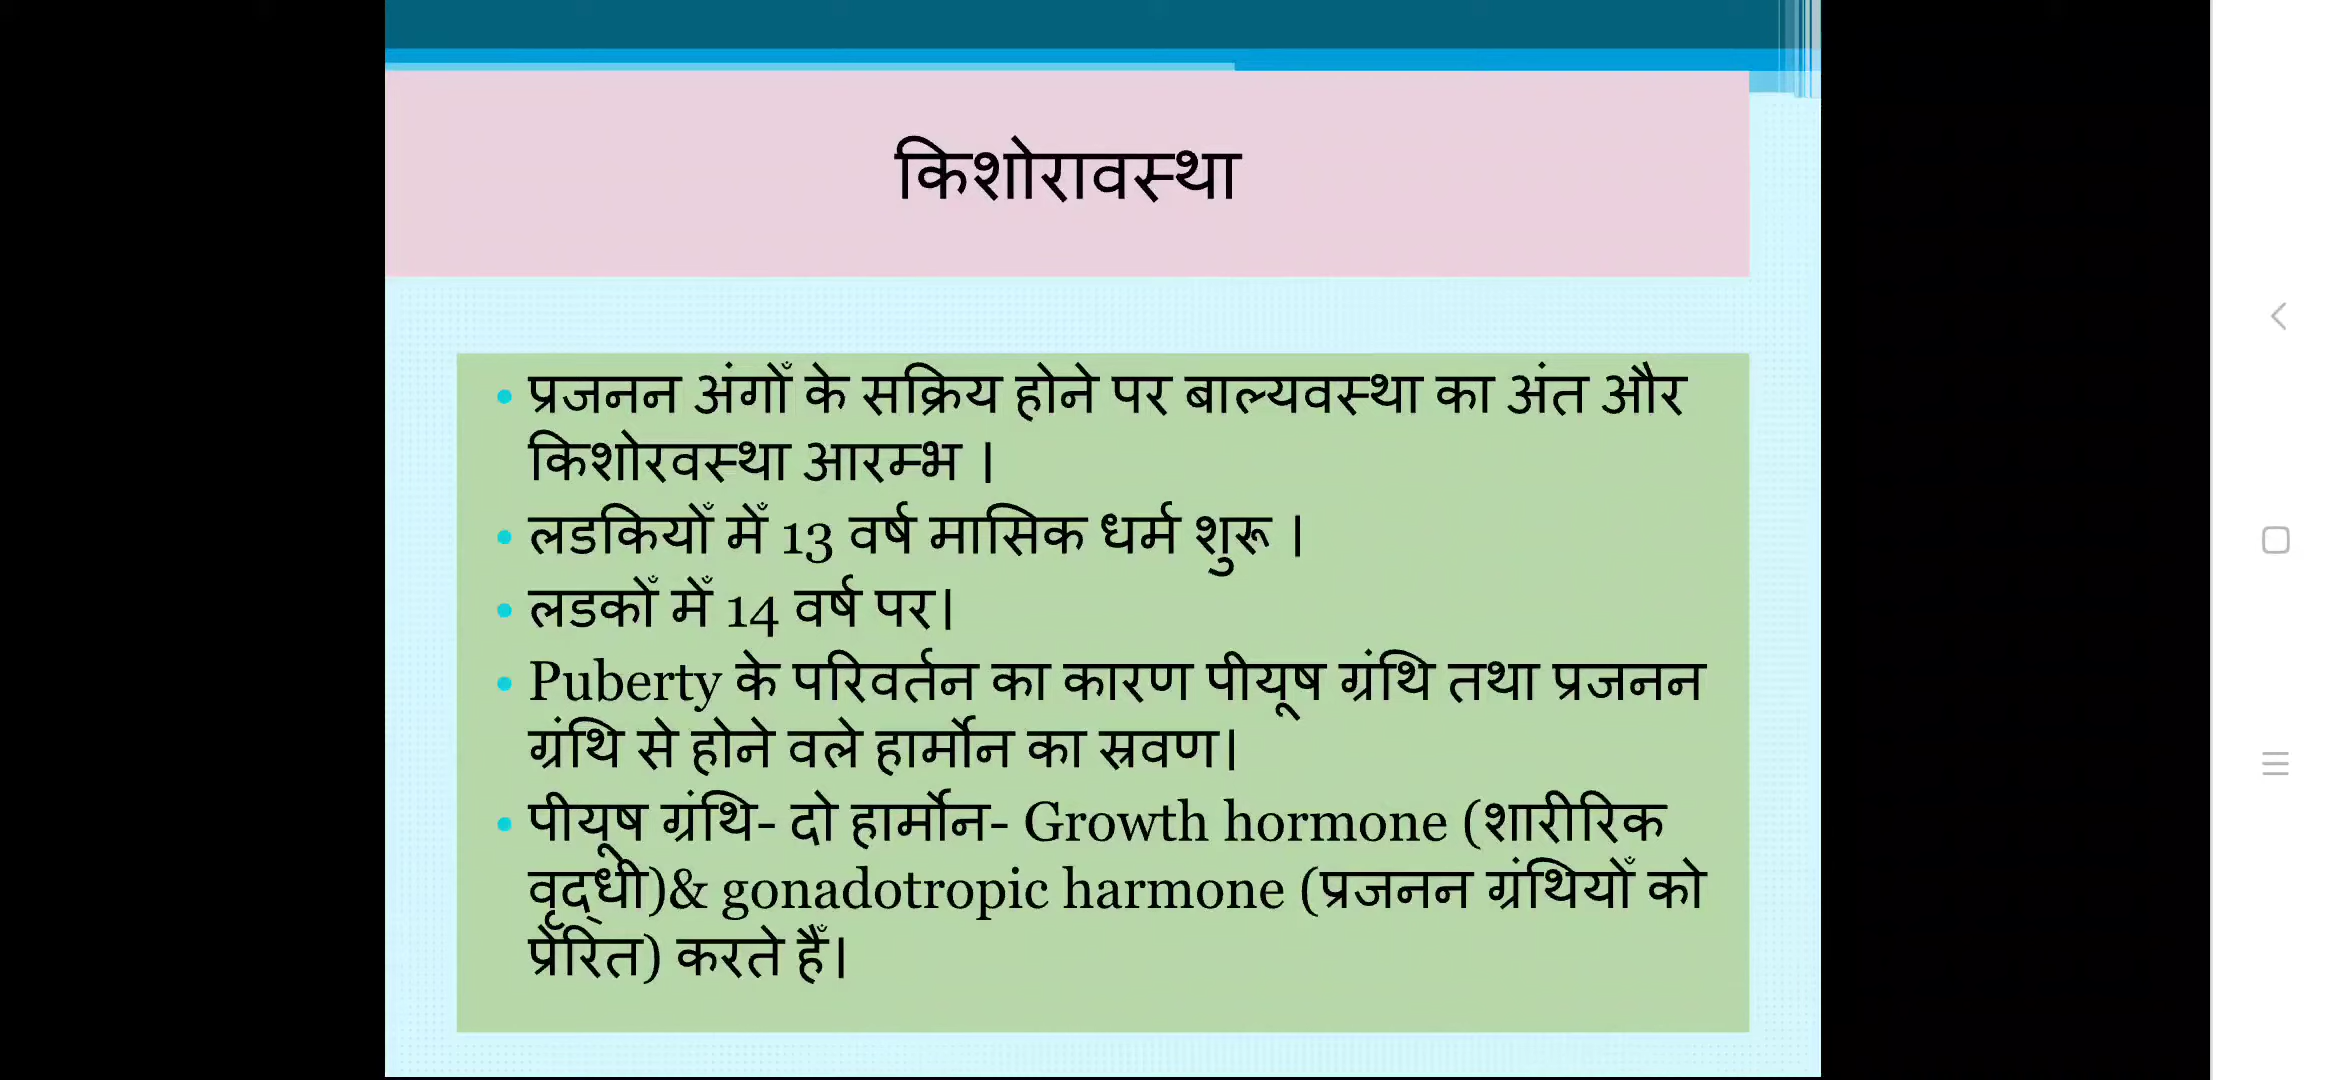 किशोरावस्था
• प्रजनन अंगोँ के सक्रिय होने पर बाल्यवस्था का अंत और
किशोरवस्था आरम्भ ।
• लडकियोँ मेँ 13 वर्ष मासिक धर्म शुरू ।
• लडकोँ मेँ 14 वर्ष पर।
• Puberty के परिवर्तन का कारण पीयूष ग्रंथि तथा प्रजनन
ग्रंथि से होने वले हार्मोन का स्रवण।
• पीयूष ग्रंथि- दो हार्मोन- Growth hormone (शारीरिक
वृद्धी)& gonadotropic harmone (प्रजनन ग्रंथियोँ को
प्रेरित) करते हैँ।